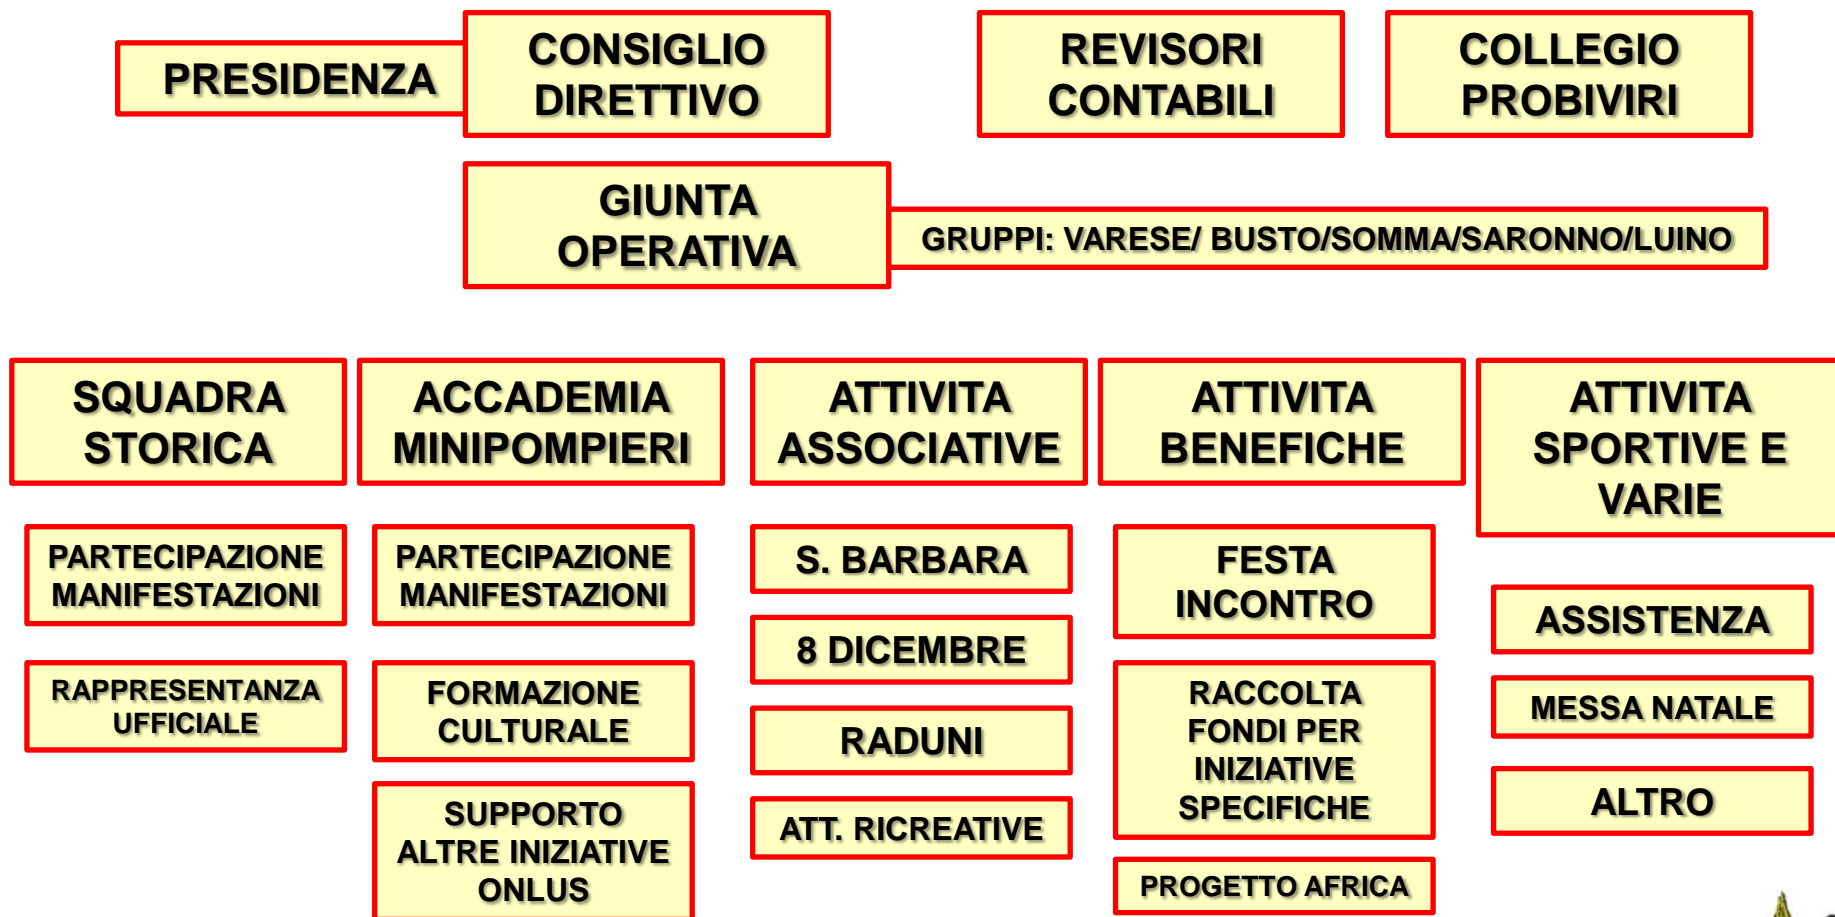 PRESIDENZA
CONSIGLIO
DIRETTIVO
REVISORI
CONTABILI
COLLEGIO
PROBIVIRI
GIUNTA
OPERATIVA
GRUPPI: VARESE/ BUSTO/SOMMA/SARONNO/LUINO
SQUADRA
STORICA
PARTECIPAZIONE
MANIFESTAZIONI
RAPPRESENTANZA
UFFICIALE
ACCADEMIA
MINIPOMPIERI
PARTECIPAZIONE
MANIFESTAZIONI
FORMAZIONE
CULTURALE
SUPPORTO
ALTRE INIZIATIVE
ONLUS
ATTIVITA
ASSOCIATIVE
S. BARBARA
8 DICEMBRE
RADUNI
ATT. RICREATIVE
ATTIVITA
BENEFICHE
FESTA
INCONTRO
RACCOLTA
FONDI PER
INIZIATIVE
SPECIFICHE
PROGETTO AFRICA
ATTIVITA
SPORTIVE E
VARIE
ASSISTENZA
MESSA NATALE
ALTRO